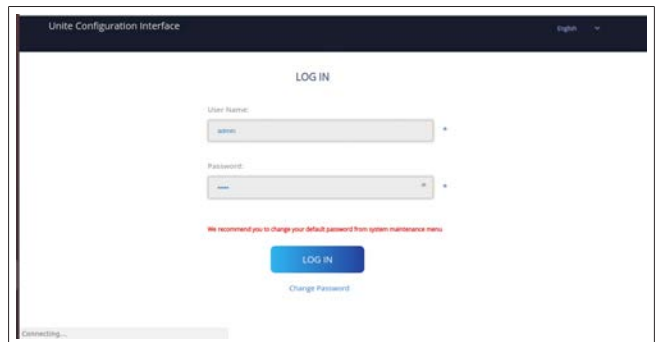 Unite Configuration Interface
English
LOG IN
User Name:
admin
Password:
We recommend you to change your default password from system maintenance menu
LOG IN
Change Password
Connecting...